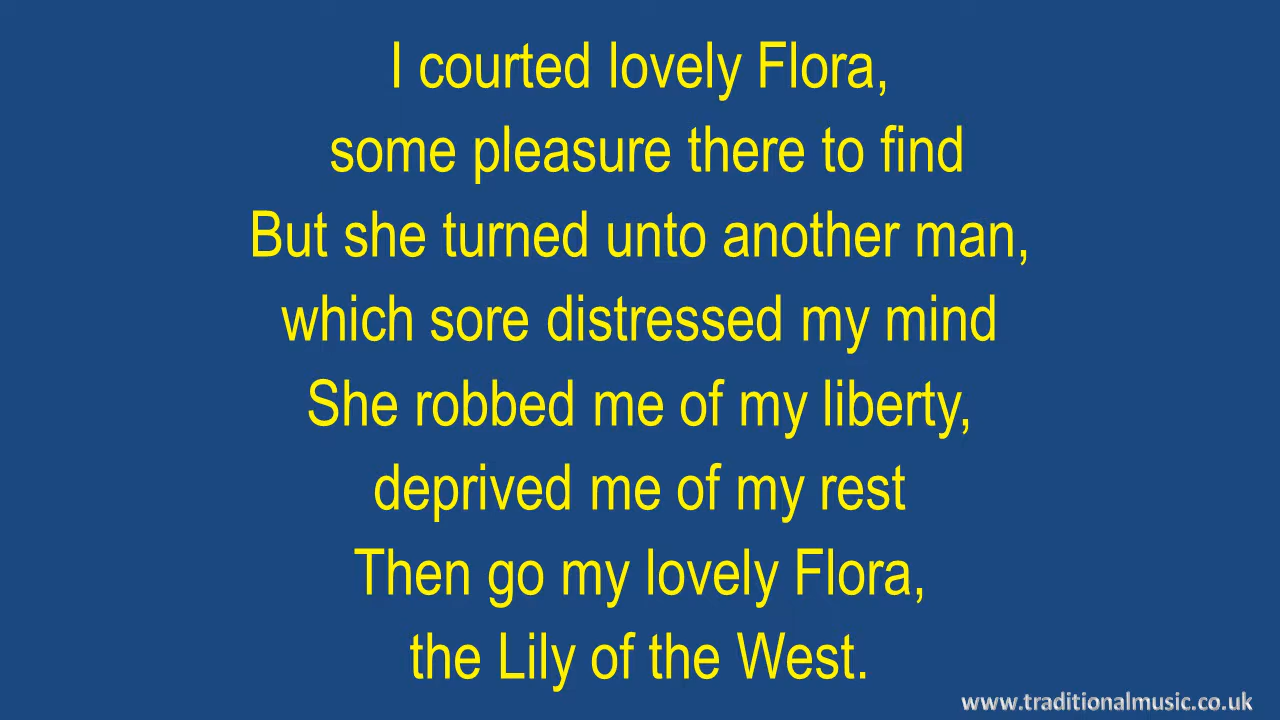 I courted lovely Flora,
some pleasure there to find
But she turned unto another man,
which sore distressed my mind
She robbed me of my liberty,
deprived me of my rest
Then go my lovely Flora,
the Lily of the West.
www.traditionalmusic.co.uk